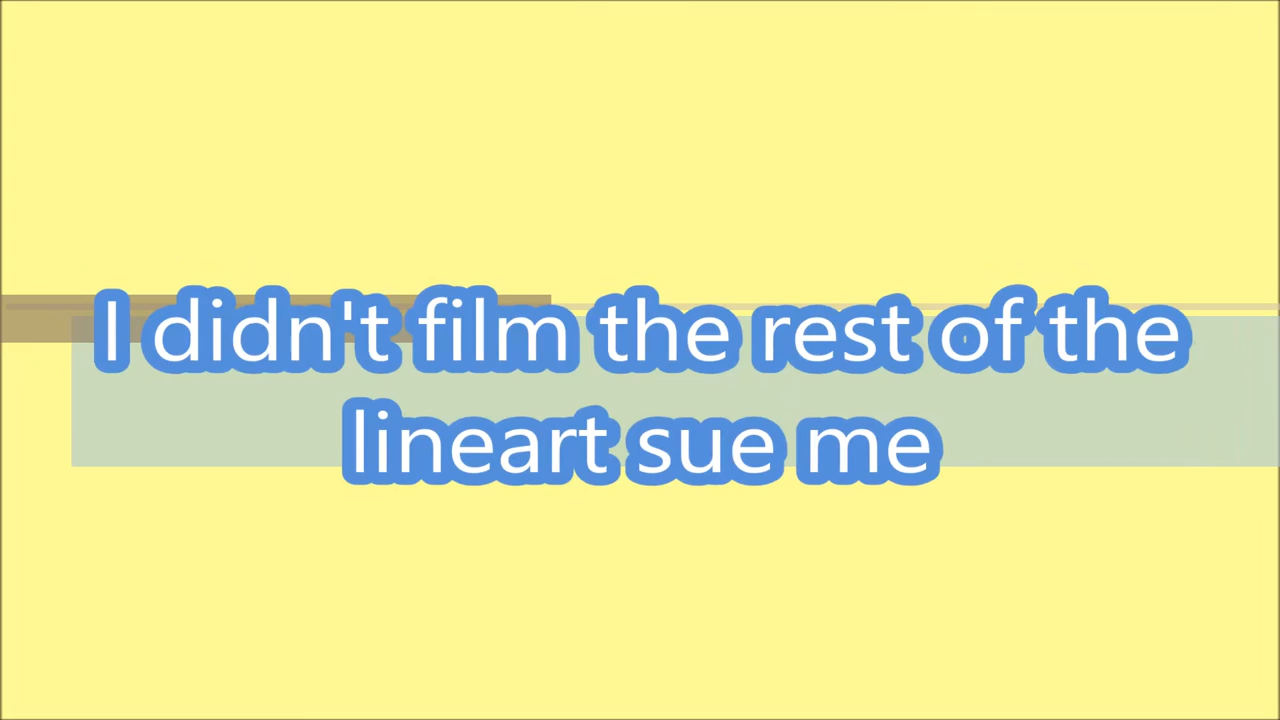 I didn't film the rest of the
lineart sue me